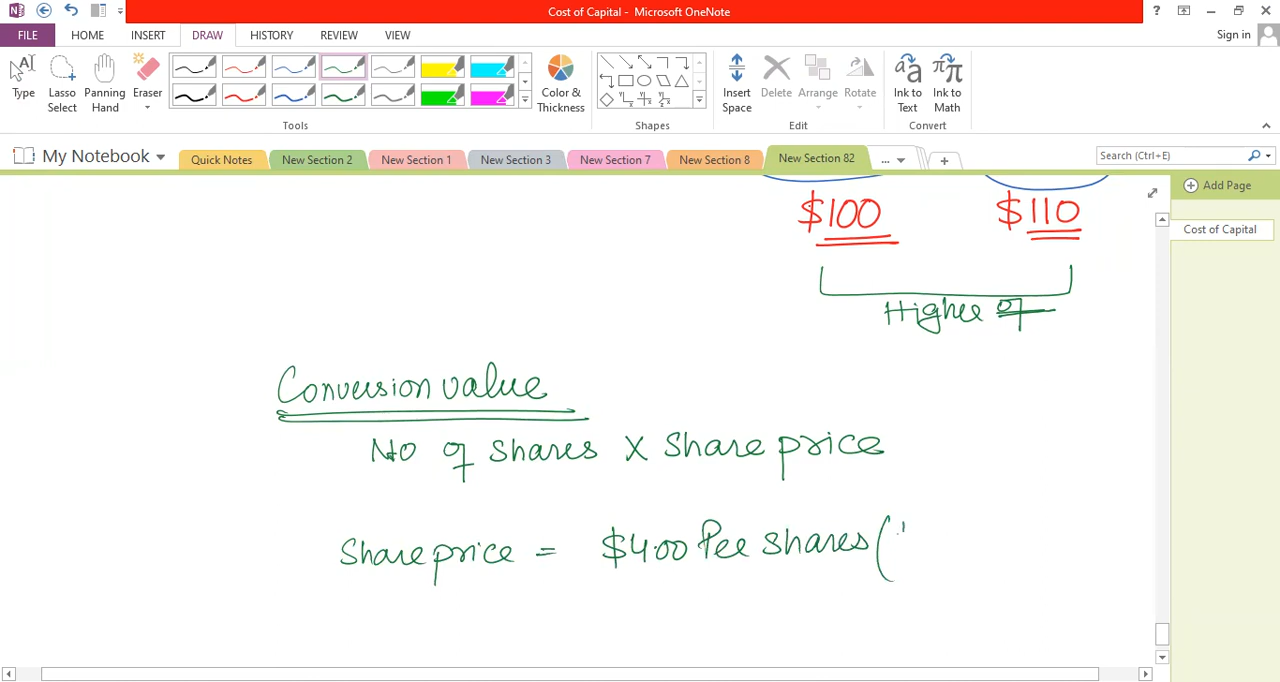 Cost of Capital - Microsoft OneNote
?
FILE HOME INSERT DRAW HISTORY REVIEW VIEW
Sign in
Type
Lasso Select
Panning Hand
Eraser
Color & Thickness
Insert Space
Delete
Arrange
Rotate
Ink to Text
Ink to Math
Tools
Shapes
Edit
Convert
My Notebook
Quick Notes
New Section 2
New Section 1
New Section 3
New Section 7
New Section 8
New Section 82
...
Search (Ctrl+E)
Add Page
Cost of Capital
$100 $110
Higher of
Conversion value
No of shares X Share price
Share price = $4.00 Per shares (